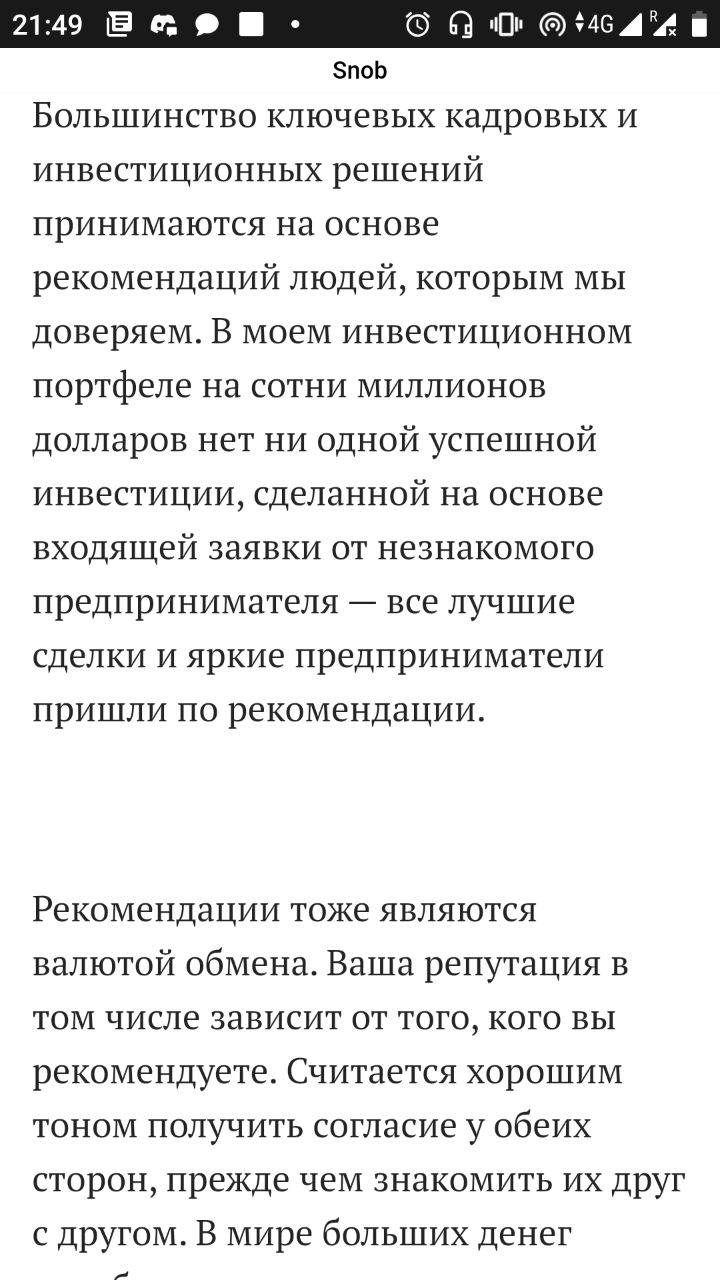 21:49
4G
R
Snob
Большинство ключевых кадровых и
инвестиционных решений
принимаются на основе
рекомендаций людей, которым мы
доверяем. В моем инвестиционном
портфеле на сотни миллионов
долларов нет ни одной успешной
инвестиции, сделанной на основе
входящей заявки от незнакомого
предпринимателя — все лучшие
сделки и яркие предприниматели
пришли по рекомендации.
Рекомендации тоже являются
валютой обмена. Ваша репутация в
том числе зависит от того, кого вы
рекомендуете. Считается хорошим
тоном получить согласие у обеих
сторон, прежде чем знакомить их друг
с другом. В мире больших денег